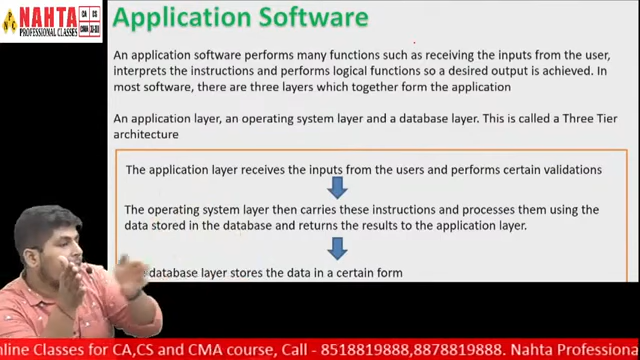 NAHTA
PROFESSIONAL CLASSES
CA
CS
CMA
Application Software
An application software performs many functions such as receiving the inputs from the user,
interprets the instructions and performs logical functions so a desired output is achieved. In
most software, there are three layers which together form the application
An application layer, an operating system layer and a database layer. This is called a Three Tier
architecture
The application layer receives the inputs from the users and performs certain validations
The operating system layer then carries these instructions and processes them using the
data stored in the database and returns the results to the application layer.
database layer stores the data in a certain form
nline Classes for CA,CS and CMA course, Call - 8518819888,8878819888. Nahta Professiona